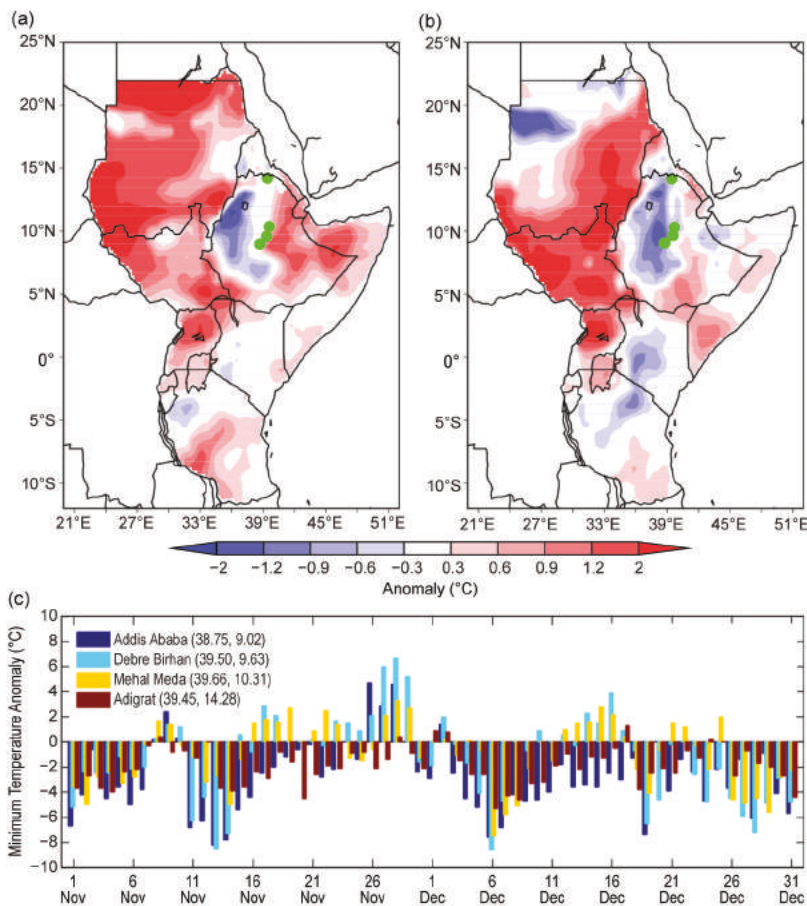 (a)
(b)
25°N
20°N
15°N
10°N
5°N
0°
5°S
10°S
21°E 27°E 33°E 39°E 45°E 51°E
25°N
20°N
15°N
10°N
5°N
0°
5°S
10°S
21°E 27°E 33°E 39°E 45°E 51°E
−2 −1.2 −0.9 −0.6 −0.3 0.3 0.6 0.9 1.2 2
Anomaly (°C)
(c)
Minimum Temperature Anomaly (°C)
10
8
6
4
2
0
−2
−4
−6
−8
−10
Addis Ababa (38.75, 9.02)
Debre Birhan (39.50, 9.63)
Mehal Meda (39.66, 10.31)
Adigrat (39.45, 14.28)
1 6 11 16 21 26 1 6 11 16 21 26 31
Nov Nov Nov Nov Nov Nov Dec Dec Dec Dec Dec Dec Dec